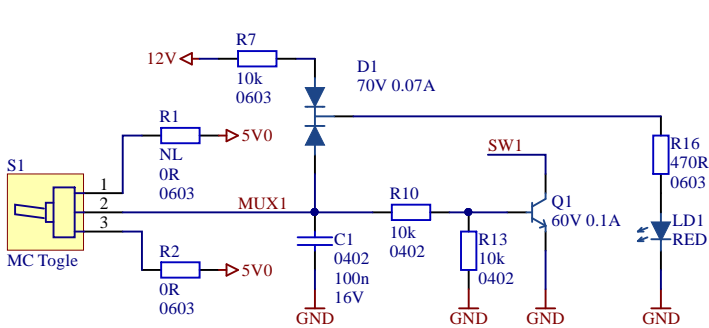 R7
12V
10k
0603
D1
70V 0.07A
R1
5V0
NL
0R
0603
S1
1
2
3
MC Togle
MUX1
R2
5V0
0R
0603
C1
0402
100n
16V
GND
R10
10k
0402
R13
10k
0402
GND
SW1
Q1
60V 0.1A
GND
R16
470R
0603
LD1
RED
GND